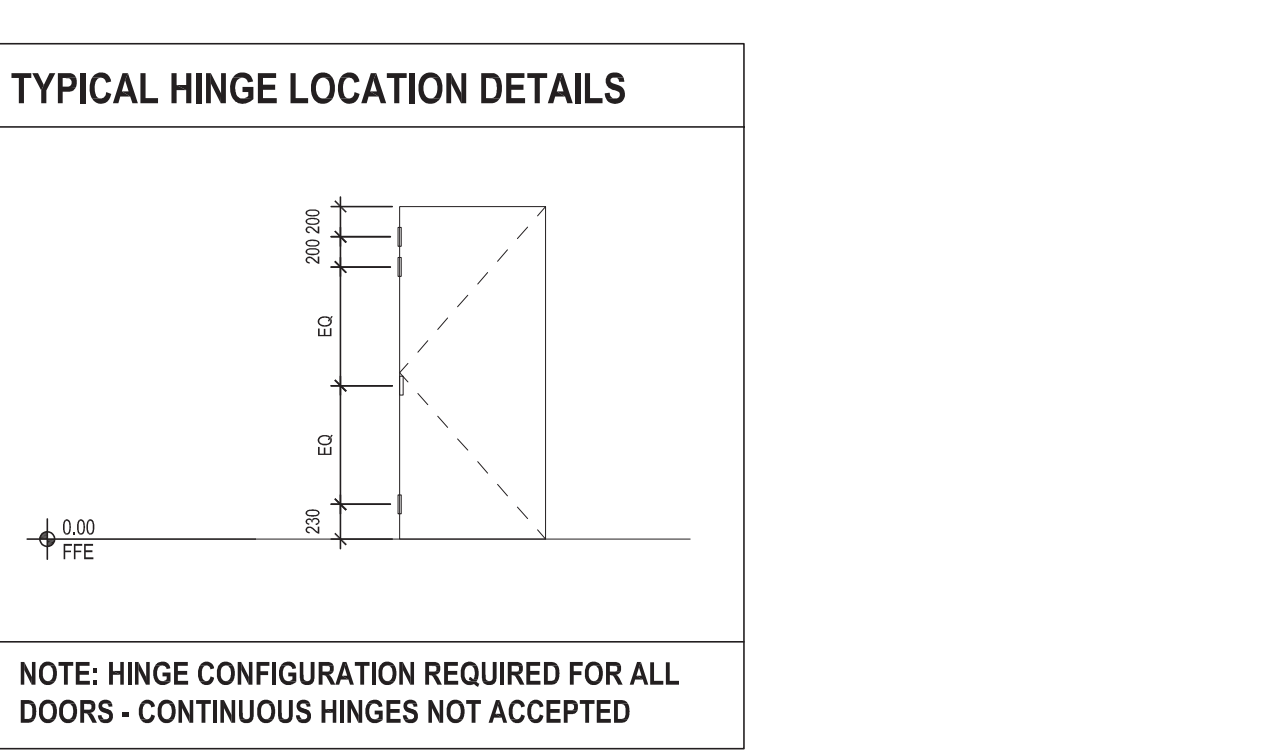 TYPICAL HINGE LOCATION DETAILS
200
200
EQ
EQ
230
0.00
FFE
NOTE: HINGE CONFIGURATION REQUIRED FOR ALL
DOORS - CONTINUOUS HINGES NOT ACCEPTED